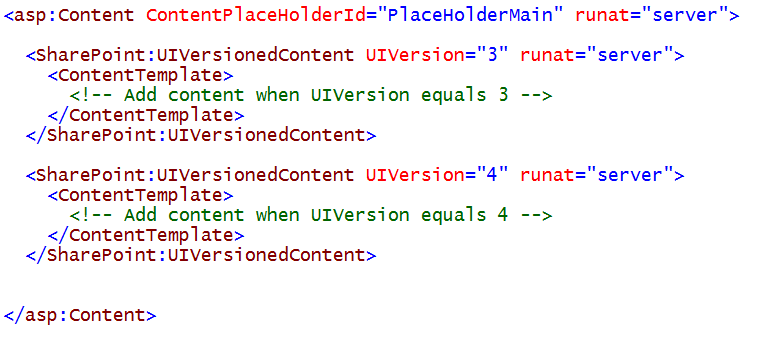 <asp:Content ContentPlaceHolderId="PlaceHolderMain" runat="server">
<SharePoint:UIVersionedContent UIVersion="3" runat="server">
<ContentTemplate>
<!-- Add content when UIVersion equals 3 -->
</ContentTemplate>
</SharePoint:UIVersionedContent>
<SharePoint:UIVersionedContent UIVersion="4" runat="server">
<ContentTemplate>
<!-- Add content when UIVersion equals 4 -->
</ContentTemplate>
</SharePoint:UIVersionedContent>
</asp:Content>